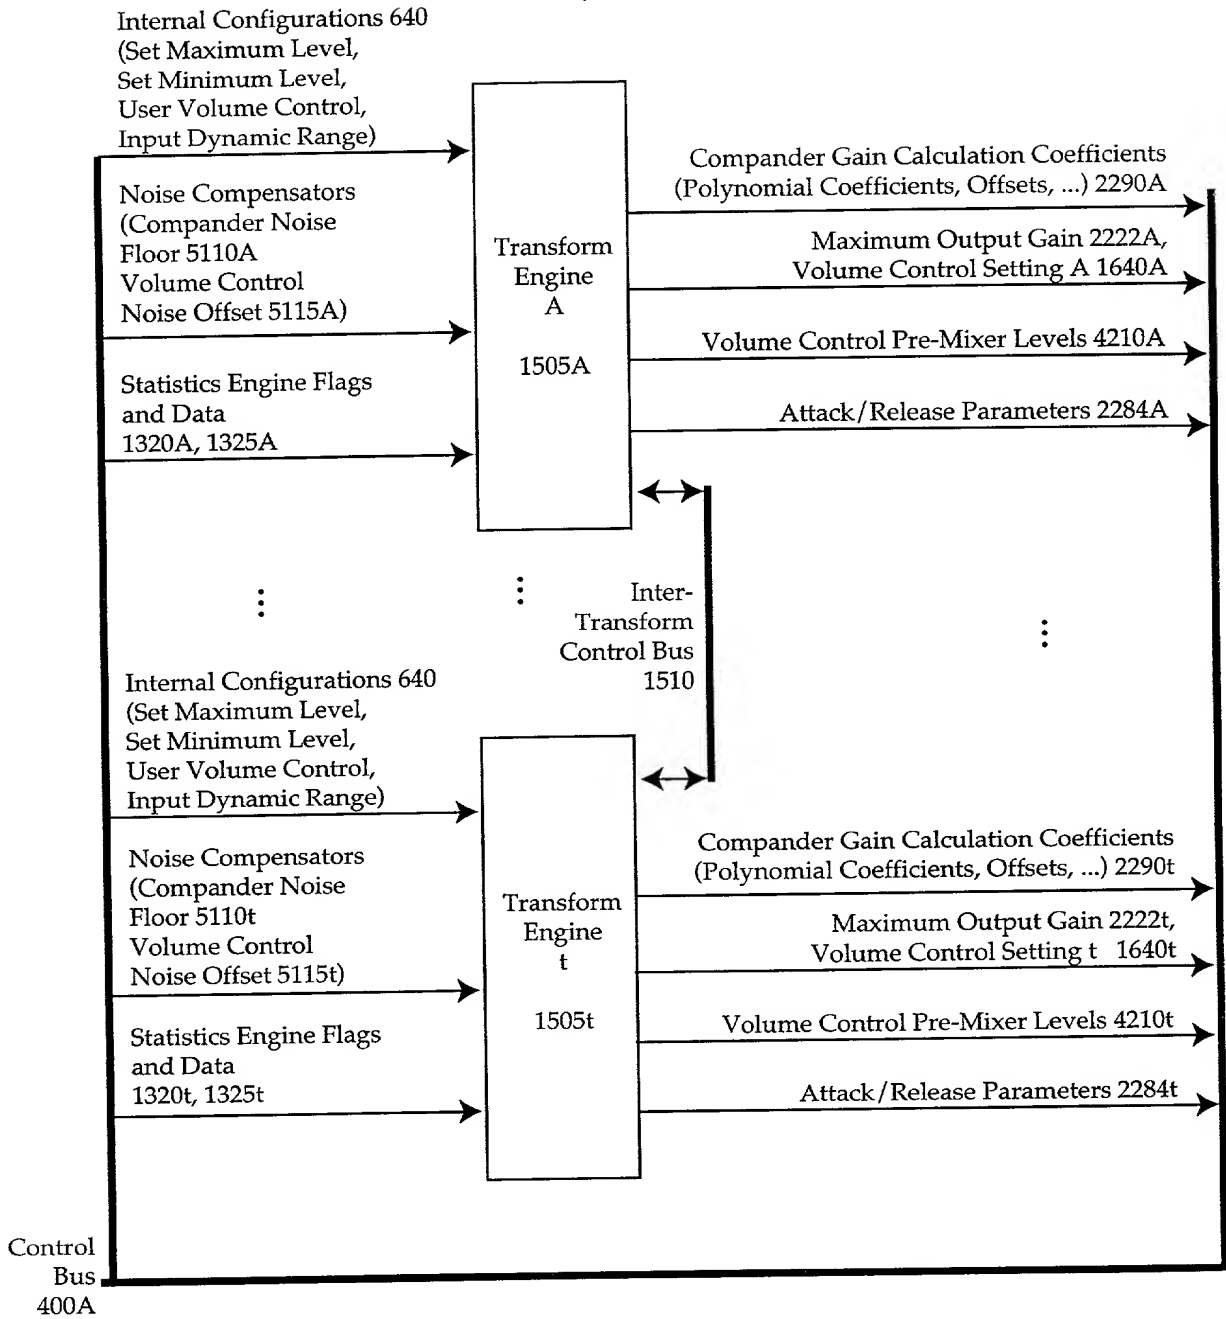 Internal Configurations 640
(Set Maximum Level,
Set Minimum Level,
User Volume Control,
Input Dynamic Range)
Noise Compensators
(Compander Noise
Floor 5110A
Volume Control
Noise Offset 5115A)
Statistics Engine Flags
and Data
1320A, 1325A
Transform
Engine
A
1505A
Compander Gain Calculation Coefficients
(Polynomial Coefficients, Offsets, ...) 2290A
Maximum Output Gain 2222A,
Volume Control Setting A 1640A
Volume Control Pre-Mixer Levels 4210A
Attack/Release Parameters 2284A
Inter-
Transform
Control Bus
1510
Internal Configurations 640
(Set Maximum Level,
Set Minimum Level,
User Volume Control,
Input Dynamic Range)
Noise Compensators
(Compander Noise
Floor 5110t
Volume Control
Noise Offset 5115t)
Statistics Engine Flags
and Data
1320t, 1325t
Transform
Engine
t
1505t
Compander Gain Calculation Coefficients
(Polynomial Coefficients, Offsets, ...) 2290t
Maximum Output Gain 2222t,
Volume Control Setting t 1640t
Volume Control Pre-Mixer Levels 4210t
Attack/Release Parameters 2284t
Control
Bus
400A